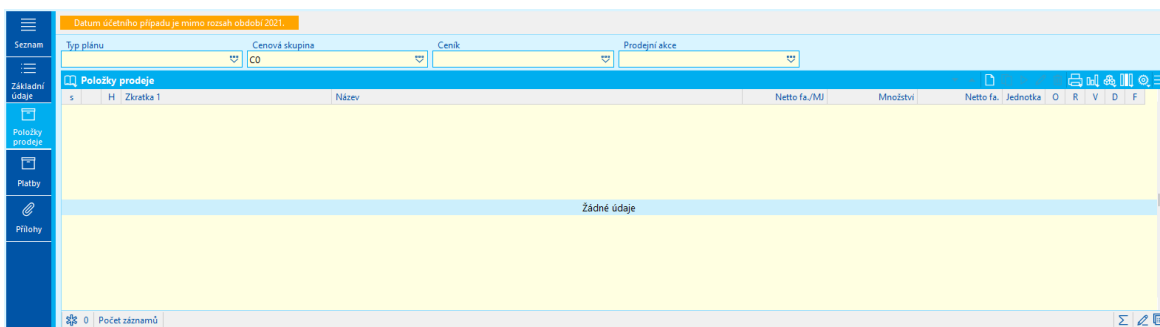 Datum účetního případu je mimo rozsah období 2021.
Seznam
Základní
údaje
Položky
prodeje
Platby
Přílohy
Typ plánu Cenová skupina Ceník Prodejní akce
C0
Položky prodeje
s H Zkratka 1 Název Netto fa./MJ Množství Netto fa. Jednotka O R V D F
Žádné údaje
0 Počet záznamů